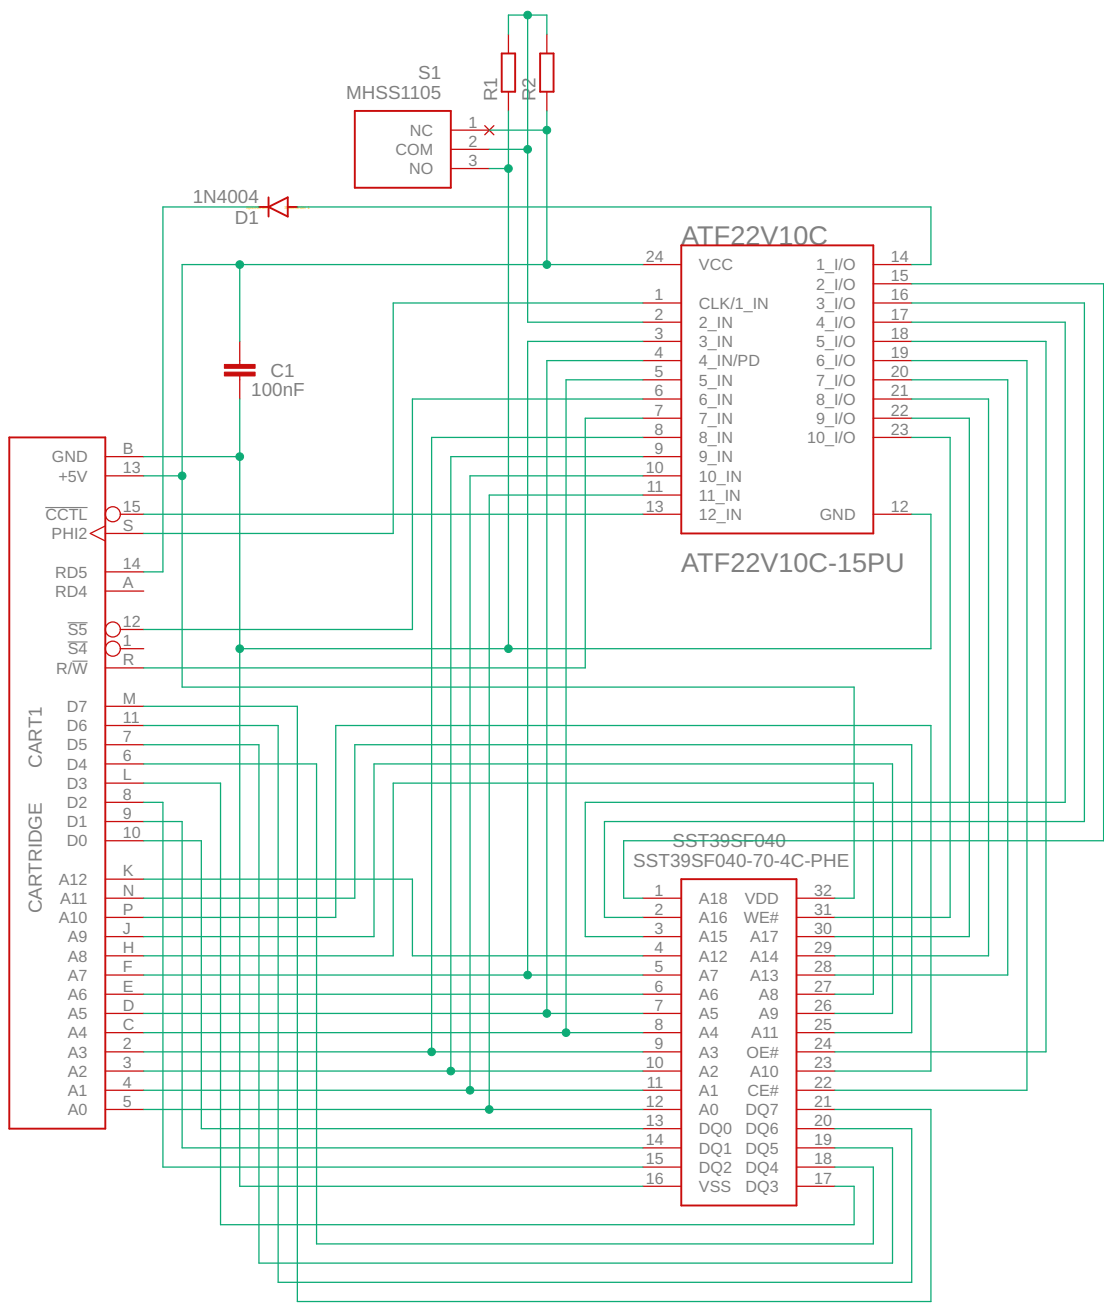 S1
MHSS1105
R1
R2
NC 1
COM 2
NO 3
1N4004
D1
ATF22V10C
24 VCC 1_I/O 14
2_I/O 15
1 CLK/1_IN 3_I/O 16
2 2_IN 4_I/O 17
3 3_IN 5_I/O 18
4 4_IN/PD 6_I/O 19
5 5_IN 7_I/O 20
6 6_IN 8_I/O 21
7 7_IN 9_I/O 22
8 8_IN 10_I/O 23
9 9_IN
10 10_IN
11 11_IN
13 12_IN GND 12
ATF22V10C-15PU
C1
100nF
GND B
+5V 13
CCTL 15
PHI2 S
RD5 14
RD4 A
S5 12
S4 1
R/W R
D7 M
D6 11
D5 7
D4 6
D3 L
D2 8
D1 9
D0 10
A12 K
A11 N
A10 P
A9 J
A8 H
A7 F
A6 E
A5 D
A4 C
A3 2
A2 3
A1 4
A0 5
CART1
CARTRIDGE
SST39SF040
SST39SF040-70-4C-PHE
1 A18 VDD 32
2 A16 WE# 31
3 A15 A17 30
4 A12 A14 29
5 A7 A13 28
6 A6 A8 27
7 A5 A9 26
8 A4 A11 25
9 A3 OE# 24
10 A2 A10 23
11 A1 CE# 22
12 A0 DQ7 21
13 DQ0 DQ6 20
14 DQ1 DQ5 19
15 DQ2 DQ4 18
16 VSS DQ3 17